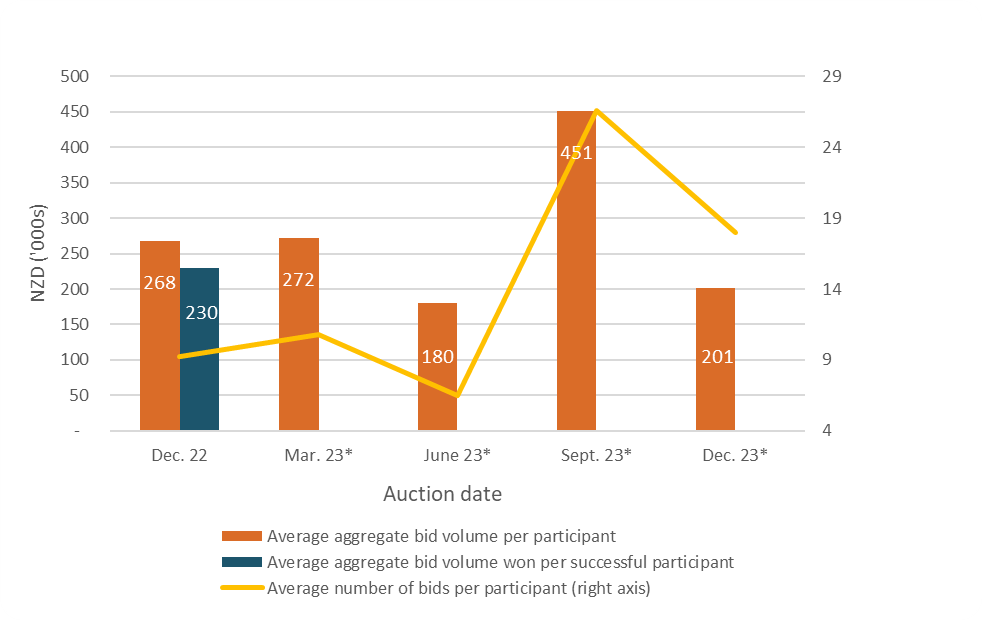 500
450
400
350
300
250
200
150
100
50
-
NZD ('000s)
29
24
19
14
9
4
268
230
272
180
451
201
Dec. 22
Mar. 23*
June 23*
Sept. 23*
Dec. 23*
Auction date
Average aggregate bid volume per participant
Average aggregate bid volume won per successful participant
Average number of bids per participant (right axis)